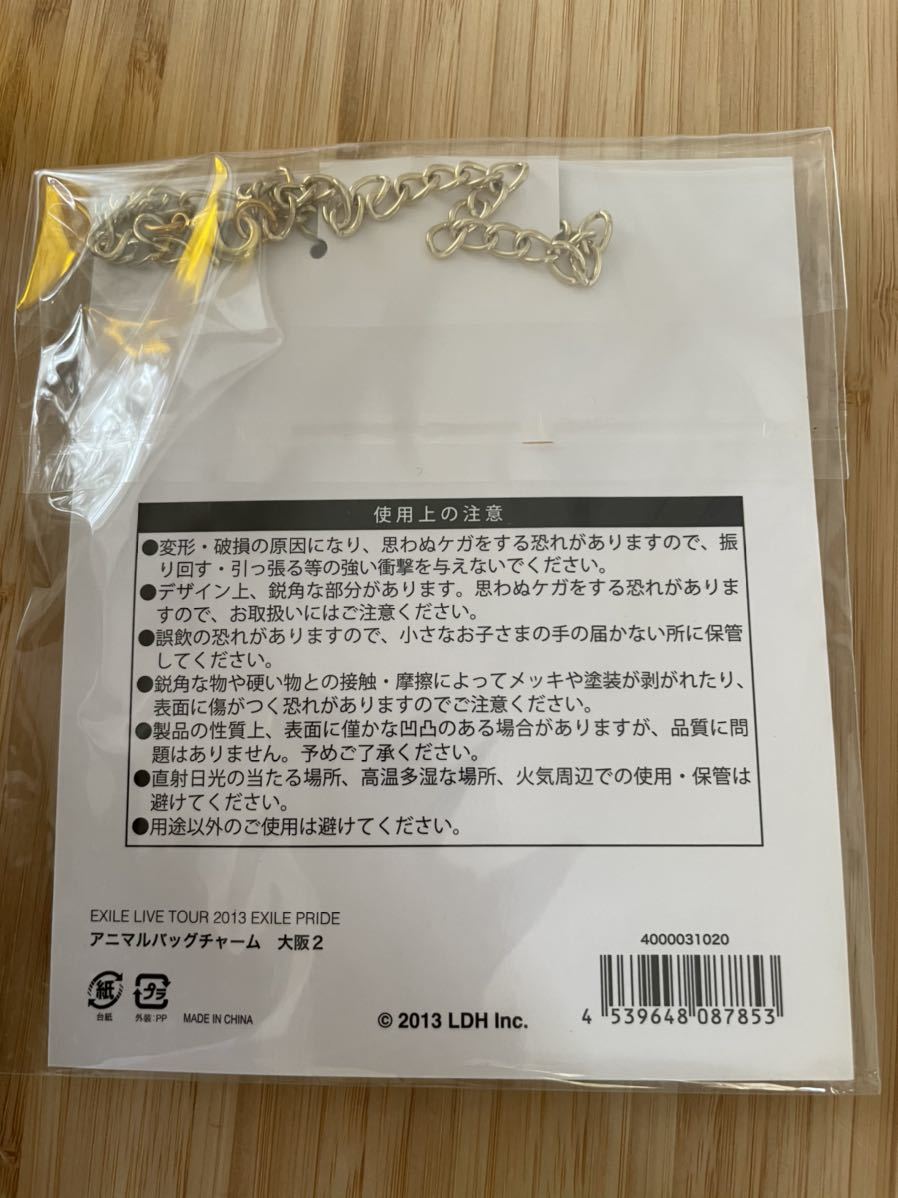 使用上の注意
●変形・破損の原因になり、思わぬケガをする恐れがありますので、振
り回す・引っ張る等の強い衝撃を与えないでください。
●デザイン上、鋭角な部分があります。思わぬケガをする恐れがありま
すので、お取扱いにはご注意ください。
●誤飲の恐れがありますので、小さなお子さまの手の届かない所に保管
してください。
●鋭角な物や硬い物との接触・摩擦によってメッキや塗装が剥がれたり、
表面に傷がつく恐れがありますのでご注意ください。
●製品の性質上、表面に僅かな凹凸のある場合がありますが、品質に問
題はありません。予めご了承ください。
●直射日光の当たる場所、高温多湿な場所、火気周辺での使用・保管は
避けてください。
●用途以外のご使用は避けてください。
EXILE LIVE TOUR 2013 EXILE PRIDE
アニマルバッグチャーム 大阪2
紙
台紙
プラ
外装:PP
MADE IN CHINA
© 2013 LDH Inc.
4000031020
4 539648 087853